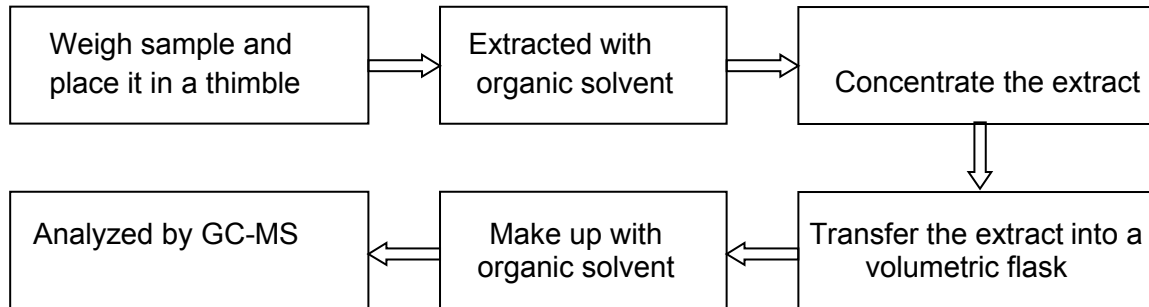 Weigh sample and
place it in a thimble
Extracted with
organic solvent
Concentrate the extract
Transfer the extract into a
volumetric flask
Make up with
organic solvent
Analyzed by GC-MS